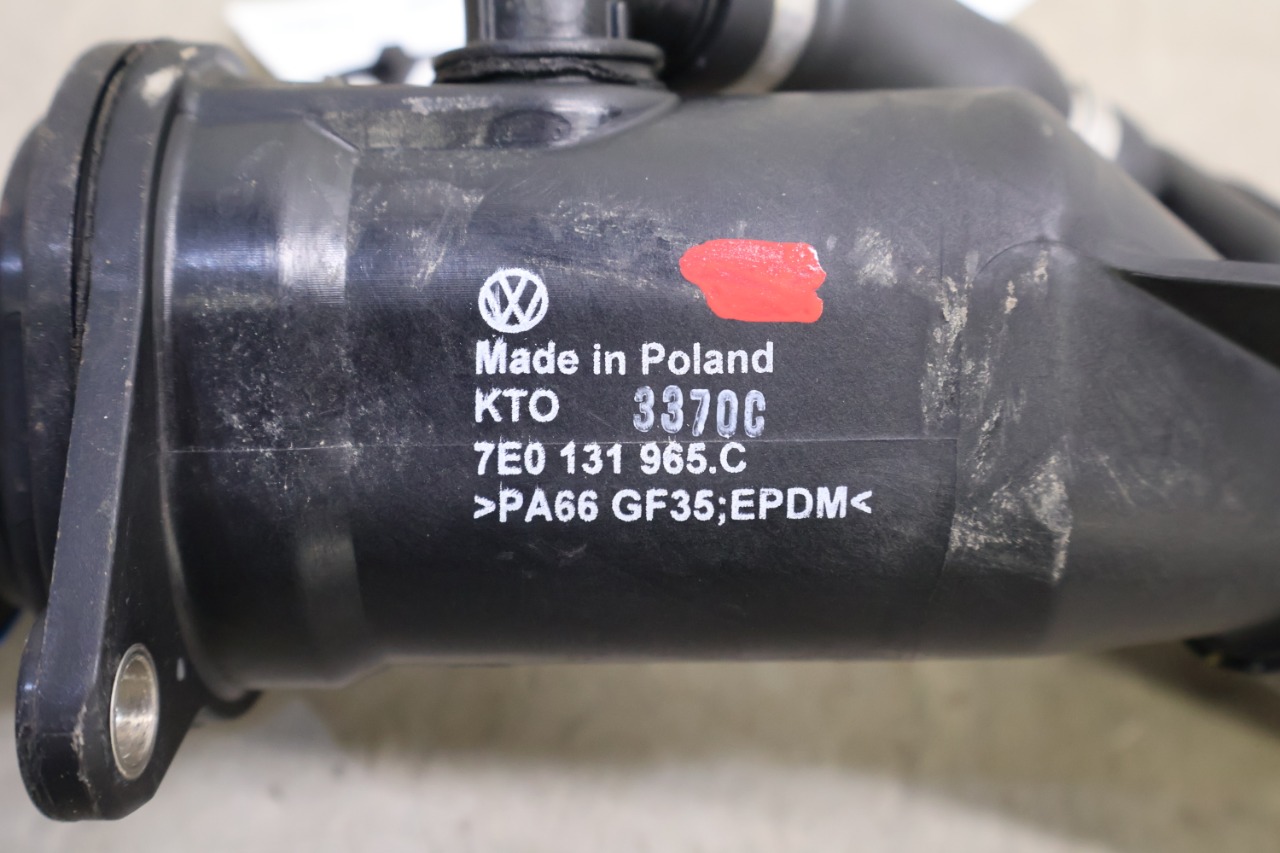 Made in Poland
KTO 3370C
7E0 131 965.C
>PA66 GF35;EPDM<